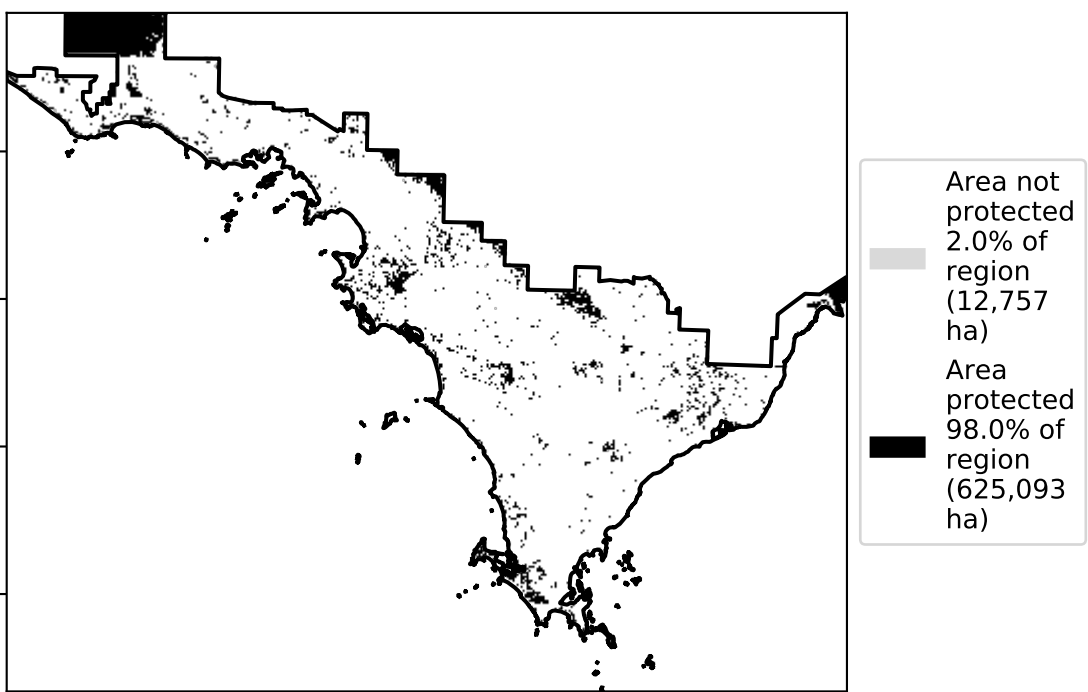 Area not
protected
2.0% of
region
(12,757
ha)
Area
protected
98.0% of
region
(625,093
ha)